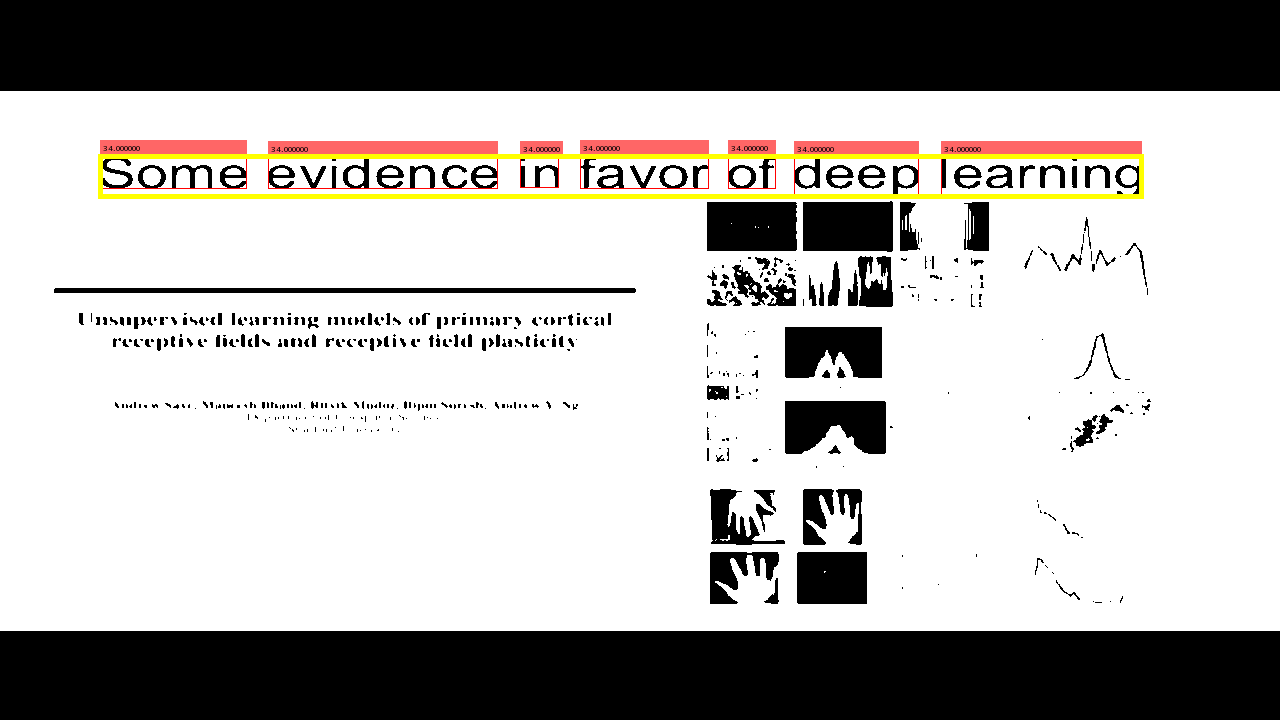 34.000000 34.000000 34.000000 34.000000 34.000000 34.000000 34.000000
Some evidence in favor of deep learning
Unsupervised learning models of primary cortical
receptive fields and receptive field plasticity
Andrew Saxe, Maneesh Bhand, Ritvik Mudur, Bipin Suresh, Andrew Y. Ng